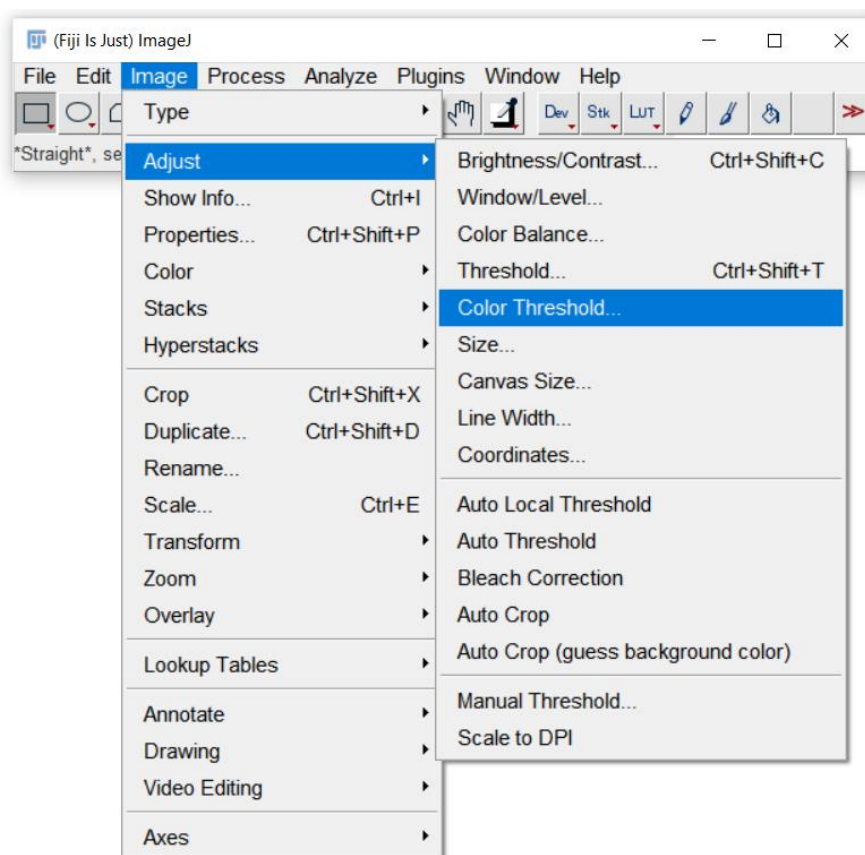 (Fiji Is Just) ImageJ
File Edit Image Process Analyze Plugins Window Help
Dev Stk LUT
*Straight*, se
Type
Adjust
Show Info... Ctrl+I
Properties... Ctrl+Shift+P
Color
Stacks
Hyperstacks
Crop Ctrl+Shift+X
Duplicate... Ctrl+Shift+D
Rename...
Scale... Ctrl+E
Transform
Zoom
Overlay
Lookup Tables
Annotate
Drawing
Video Editing
Axes
Brightness/Contrast... Ctrl+Shift+C
Window/Level...
Color Balance...
Threshold... Ctrl+Shift+T
Color Threshold...
Size...
Canvas Size...
Line Width...
Coordinates...
Auto Local Threshold
Auto Threshold
Bleach Correction
Auto Crop
Auto Crop (guess background color)
Manual Threshold...
Scale to DPI